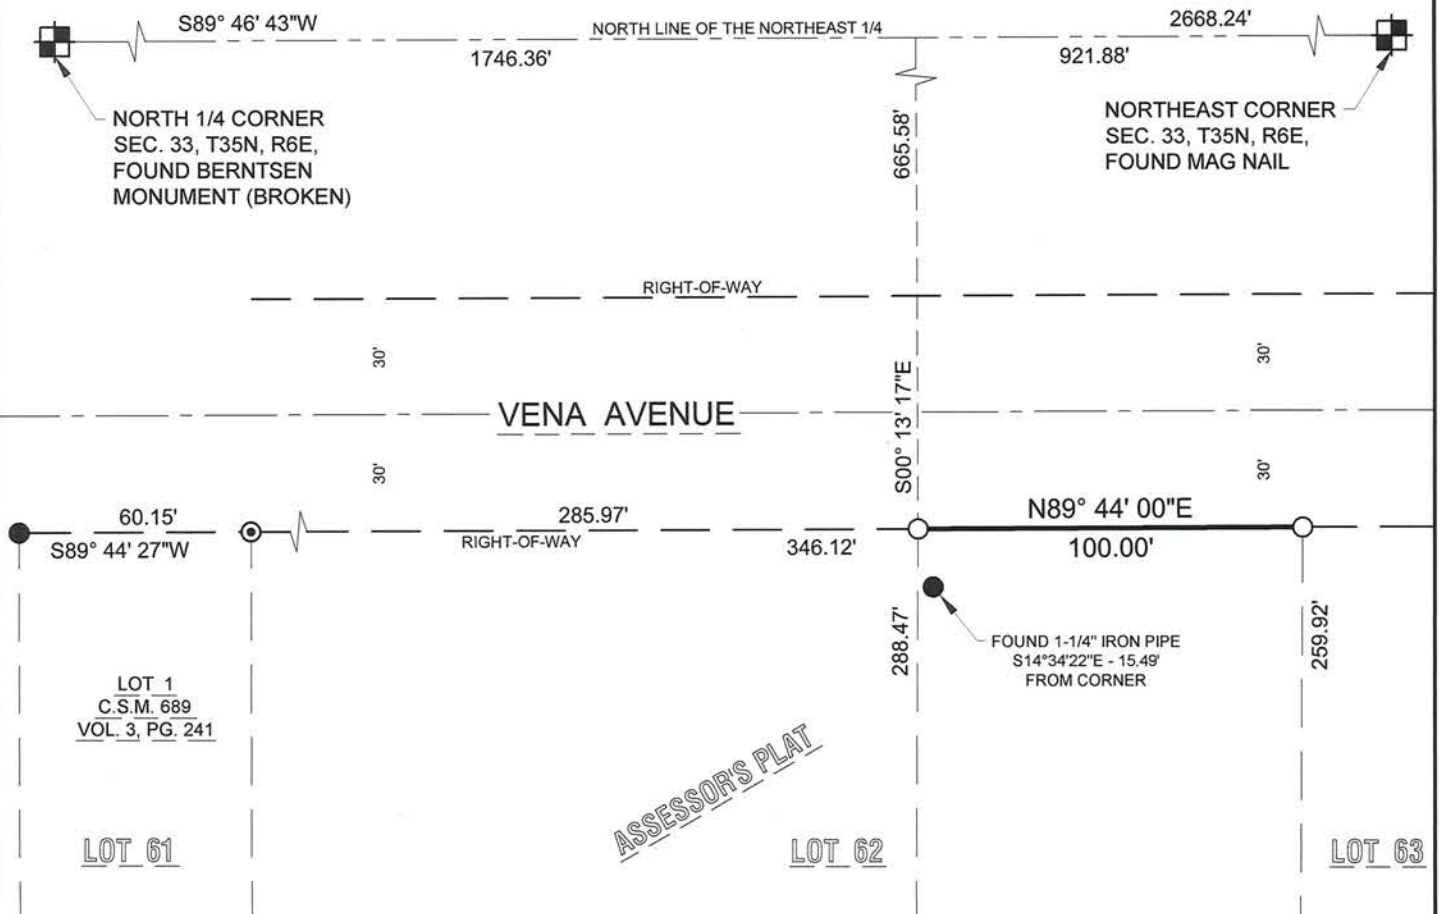 S89° 46' 43"W
NORTH LINE OF THE NORTHEAST 1/4
2668.24'
1746.36'
921.88'
NORTH 1/4 CORNER
SEC. 33, T35N, R6E,
FOUND BERNTSEN
MONUMENT (BROKEN)
665.58'
NORTHEAST CORNER
SEC. 33, T35N, R6E,
FOUND MAG NAIL
RIGHT-OF-WAY
30'
30'
VENA AVENUE
S00° 13' 17"E
30'
30'
60.15'
S89° 44' 27"W
285.97'
RIGHT-OF-WAY
346.12'
N89° 44' 00"E
100.00'
288.47'
FOUND 1-1/4" IRON PIPE
S14°34'22"E - 15.49'
FROM CORNER
259.92'
LOT 1
C.S.M. 689
VOL. 3, PG. 241
ASSESSOR'S PLAT
LOT 61
LOT 62
LOT 63